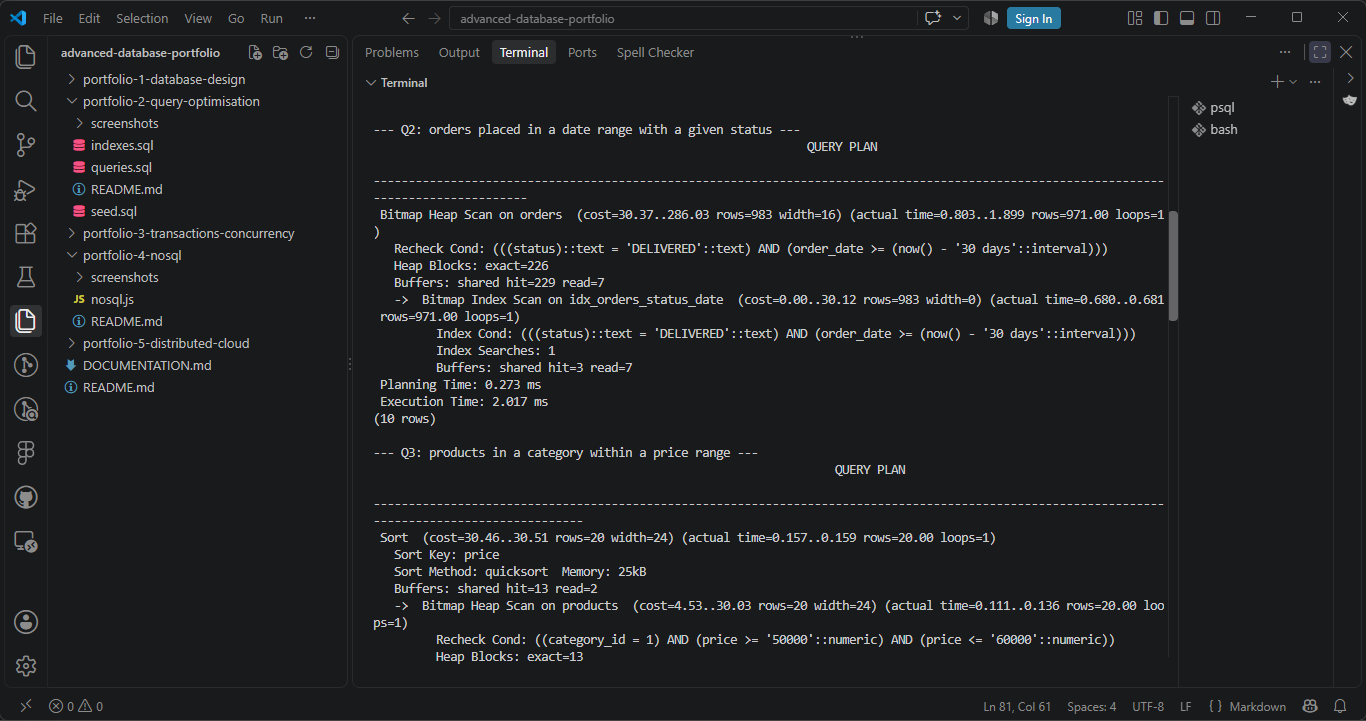 File Edit Selection View Go Run ···
advanced-database-portfolio
Sign In
advanced-database-portfolio
portfolio-1-database-design
portfolio-2-query-optimisation
screenshots
indexes.sql
queries.sql
README.md
seed.sql
portfolio-3-transactions-concurrency
portfolio-4-nosql
screenshots
JS nosql.js
README.md
portfolio-5-distributed-cloud
DOCUMENTATION.md
README.md
Problems Output Terminal Ports Spell Checker
Terminal
psql
bash
--- Q2: orders placed in a date range with a given status ---
QUERY PLAN
-----------------------------------------------------------------------------------------------------------------
----------------------
Bitmap Heap Scan on orders  (cost=30.37..286.03 rows=983 width=16) (actual time=0.803..1.899 rows=971.00 loops=1
)
Recheck Cond: (((status)::text = 'DELIVERED'::text) AND (order_date >= (now() - '30 days'::interval)))
Heap Blocks: exact=226
Buffers: shared hit=229 read=7
->  Bitmap Index Scan on idx_orders_status_date  (cost=0.00..30.12 rows=983 width=0) (actual time=0.680..0.681
rows=971.00 loops=1)
Index Cond: (((status)::text = 'DELIVERED'::text) AND (order_date >= (now() - '30 days'::interval)))
Index Searches: 1
Buffers: shared hit=3 read=7
Planning Time: 0.273 ms
Execution Time: 2.017 ms
(10 rows)
--- Q3: products in a category within a price range ---
QUERY PLAN
-----------------------------------------------------------------------------------------------------------------
------------------------------
Sort  (cost=30.46..30.51 rows=20 width=24) (actual time=0.157..0.159 rows=20.00 loops=1)
Sort Key: price
Sort Method: quicksort  Memory: 25kB
Buffers: shared hit=13 read=2
->  Bitmap Heap Scan on products  (cost=4.53..30.03 rows=20 width=24) (actual time=0.111..0.136 rows=20.00 loo
ps=1)
Recheck Cond: ((category_id = 1) AND (price >= '50000'::numeric) AND (price <= '60000'::numeric))
Heap Blocks: exact=13
0 0
Ln 81, Col 61 Spaces: 4 UTF-8 LF { } Markdown